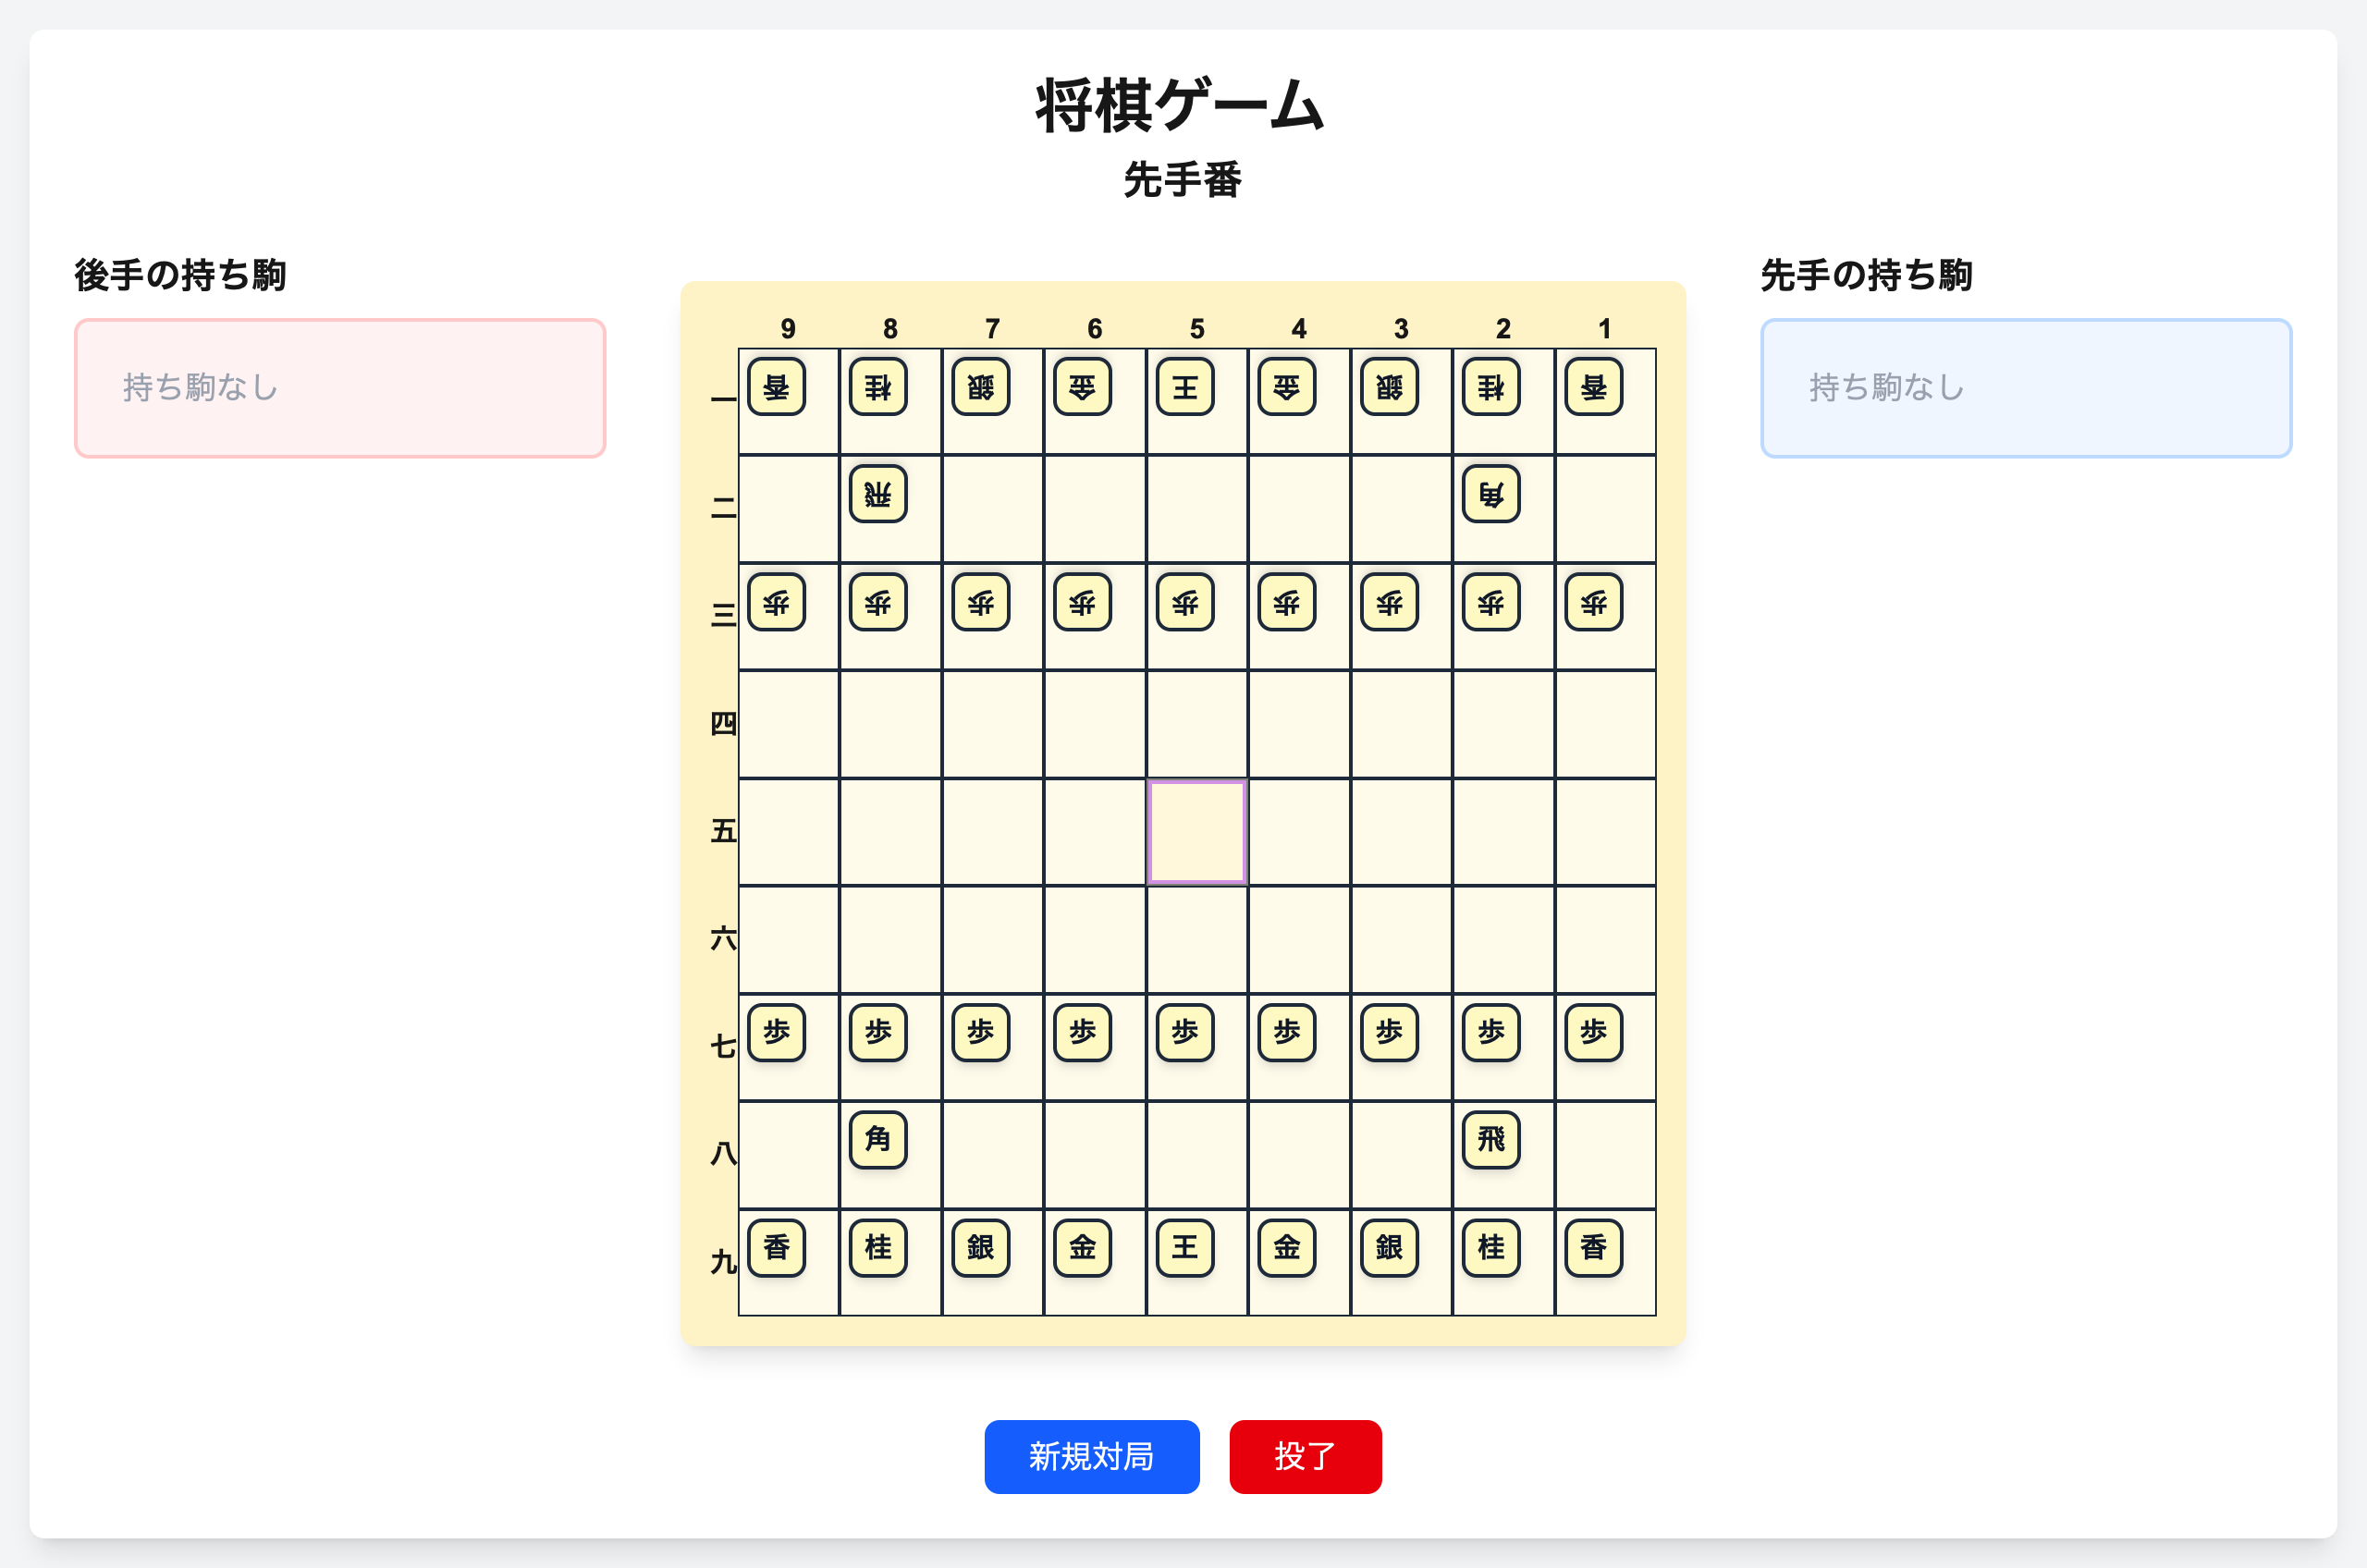 将棋ゲーム
先手番
後手の持ち駒
持ち駒なし
9 8 7 6 5 4 3 2 1
一 香 桂 銀 金 王 金 銀 桂 香
二 飛 角
三 歩 歩 歩 歩 歩 歩 歩 歩 歩
四
五
六
七 歩 歩 歩 歩 歩 歩 歩 歩 歩
八 角 飛
九 香 桂 銀 金 王 金 銀 桂 香
先手の持ち駒
持ち駒なし
新規対局 投了